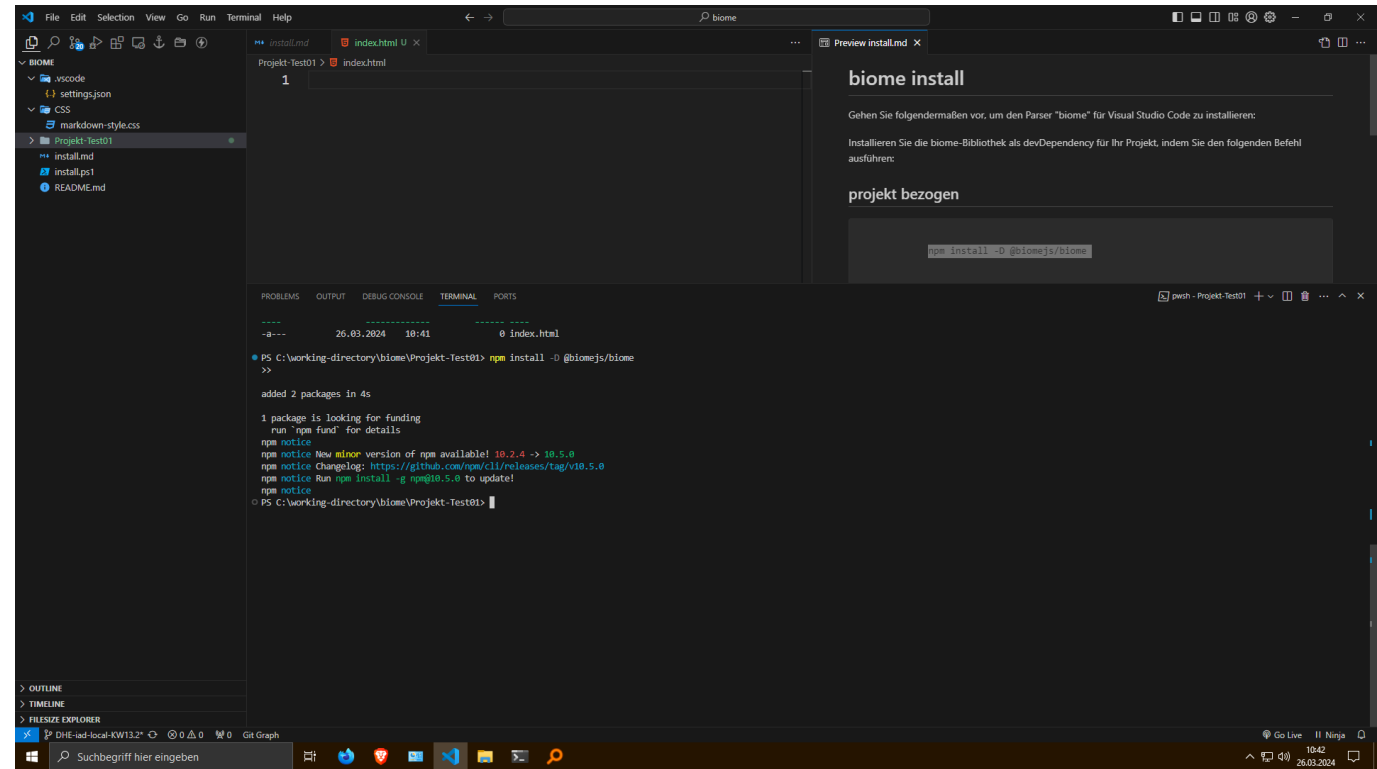 File Edit Selection View Go Run Terminal Help
biome
20
install.md
index.html U
Preview install.md
BIOME
.vscode
settings.json
CSS
markdown-style.css
Projekt-Test01
install.md
install.ps1
README.md
Projekt-Test01 > index.html
1
biome install
Gehen Sie folgendermaßen vor, um den Parser "biome" für Visual Studio Code zu installieren:
Installieren Sie die biome-Bibliothek als devDependency für Ihr Projekt, indem Sie den folgenden Befehl
ausführen:
projekt bezogen
npm install -D @biomejs/biome
PROBLEMS OUTPUT DEBUG CONSOLE TERMINAL PORTS
pwsh - Projekt-Test01
---- ------------- ------ ----
-a--- 26.03.2024 10:41 0 index.html
PS C:\working-directory\biome\Projekt-Test01> npm install -D @biomejs/biome
>>
added 2 packages in 4s
1 package is looking for funding
run `npm fund` for details
npm notice
npm notice New minor version of npm available! 10.2.4 -> 10.5.0
npm notice Changelog: https://github.com/npm/cli/releases/tag/v10.5.0
npm notice Run npm install -g npm@10.5.0 to update!
npm notice
PS C:\working-directory\biome\Projekt-Test01>
OUTLINE
TIMELINE
FILESIZE EXPLORER
DHE-iad-local-KW13.2* 0 0 0 Git Graph
Go Live Ninja
Suchbegriff hier eingeben
10:42
26.03.2024